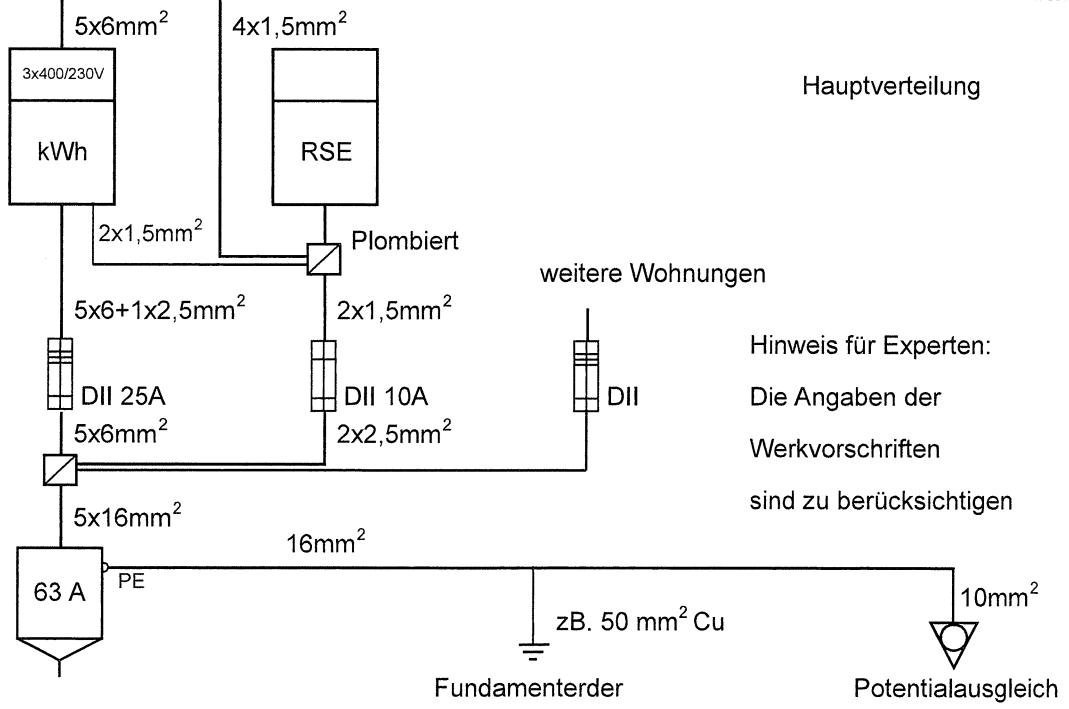 5x6mm²
4x1,5mm²
3x400/230V
Hauptverteilung
kWh
RSE
2x1,5mm²
Plombiert
weitere Wohnungen
5x6+1x2,5mm²
2x1,5mm²
Hinweis für Experten:
DII 25A
DII 10A
DII
Die Angaben der
5x6mm²
2x2,5mm²
Werkvorschriften
sind zu berücksichtigen
5x16mm²
16mm²
63 A
PE
10mm²
zB. 50 mm² Cu
Fundamenterder
Potentialausgleich